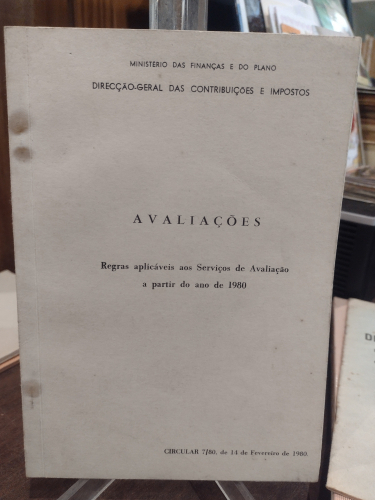 MINISTÉRIO DAS FINANÇAS E DO PLANO
DIRECÇÃO-GERAL DAS CONTRIBUIÇÕES E IMPOSTOS
AVALIAÇÕES
Regras aplicáveis aos Serviços de Avaliação
a partir do ano de 1980
CIRCULAR 7/80, de 14 de Fevereiro de 1980.